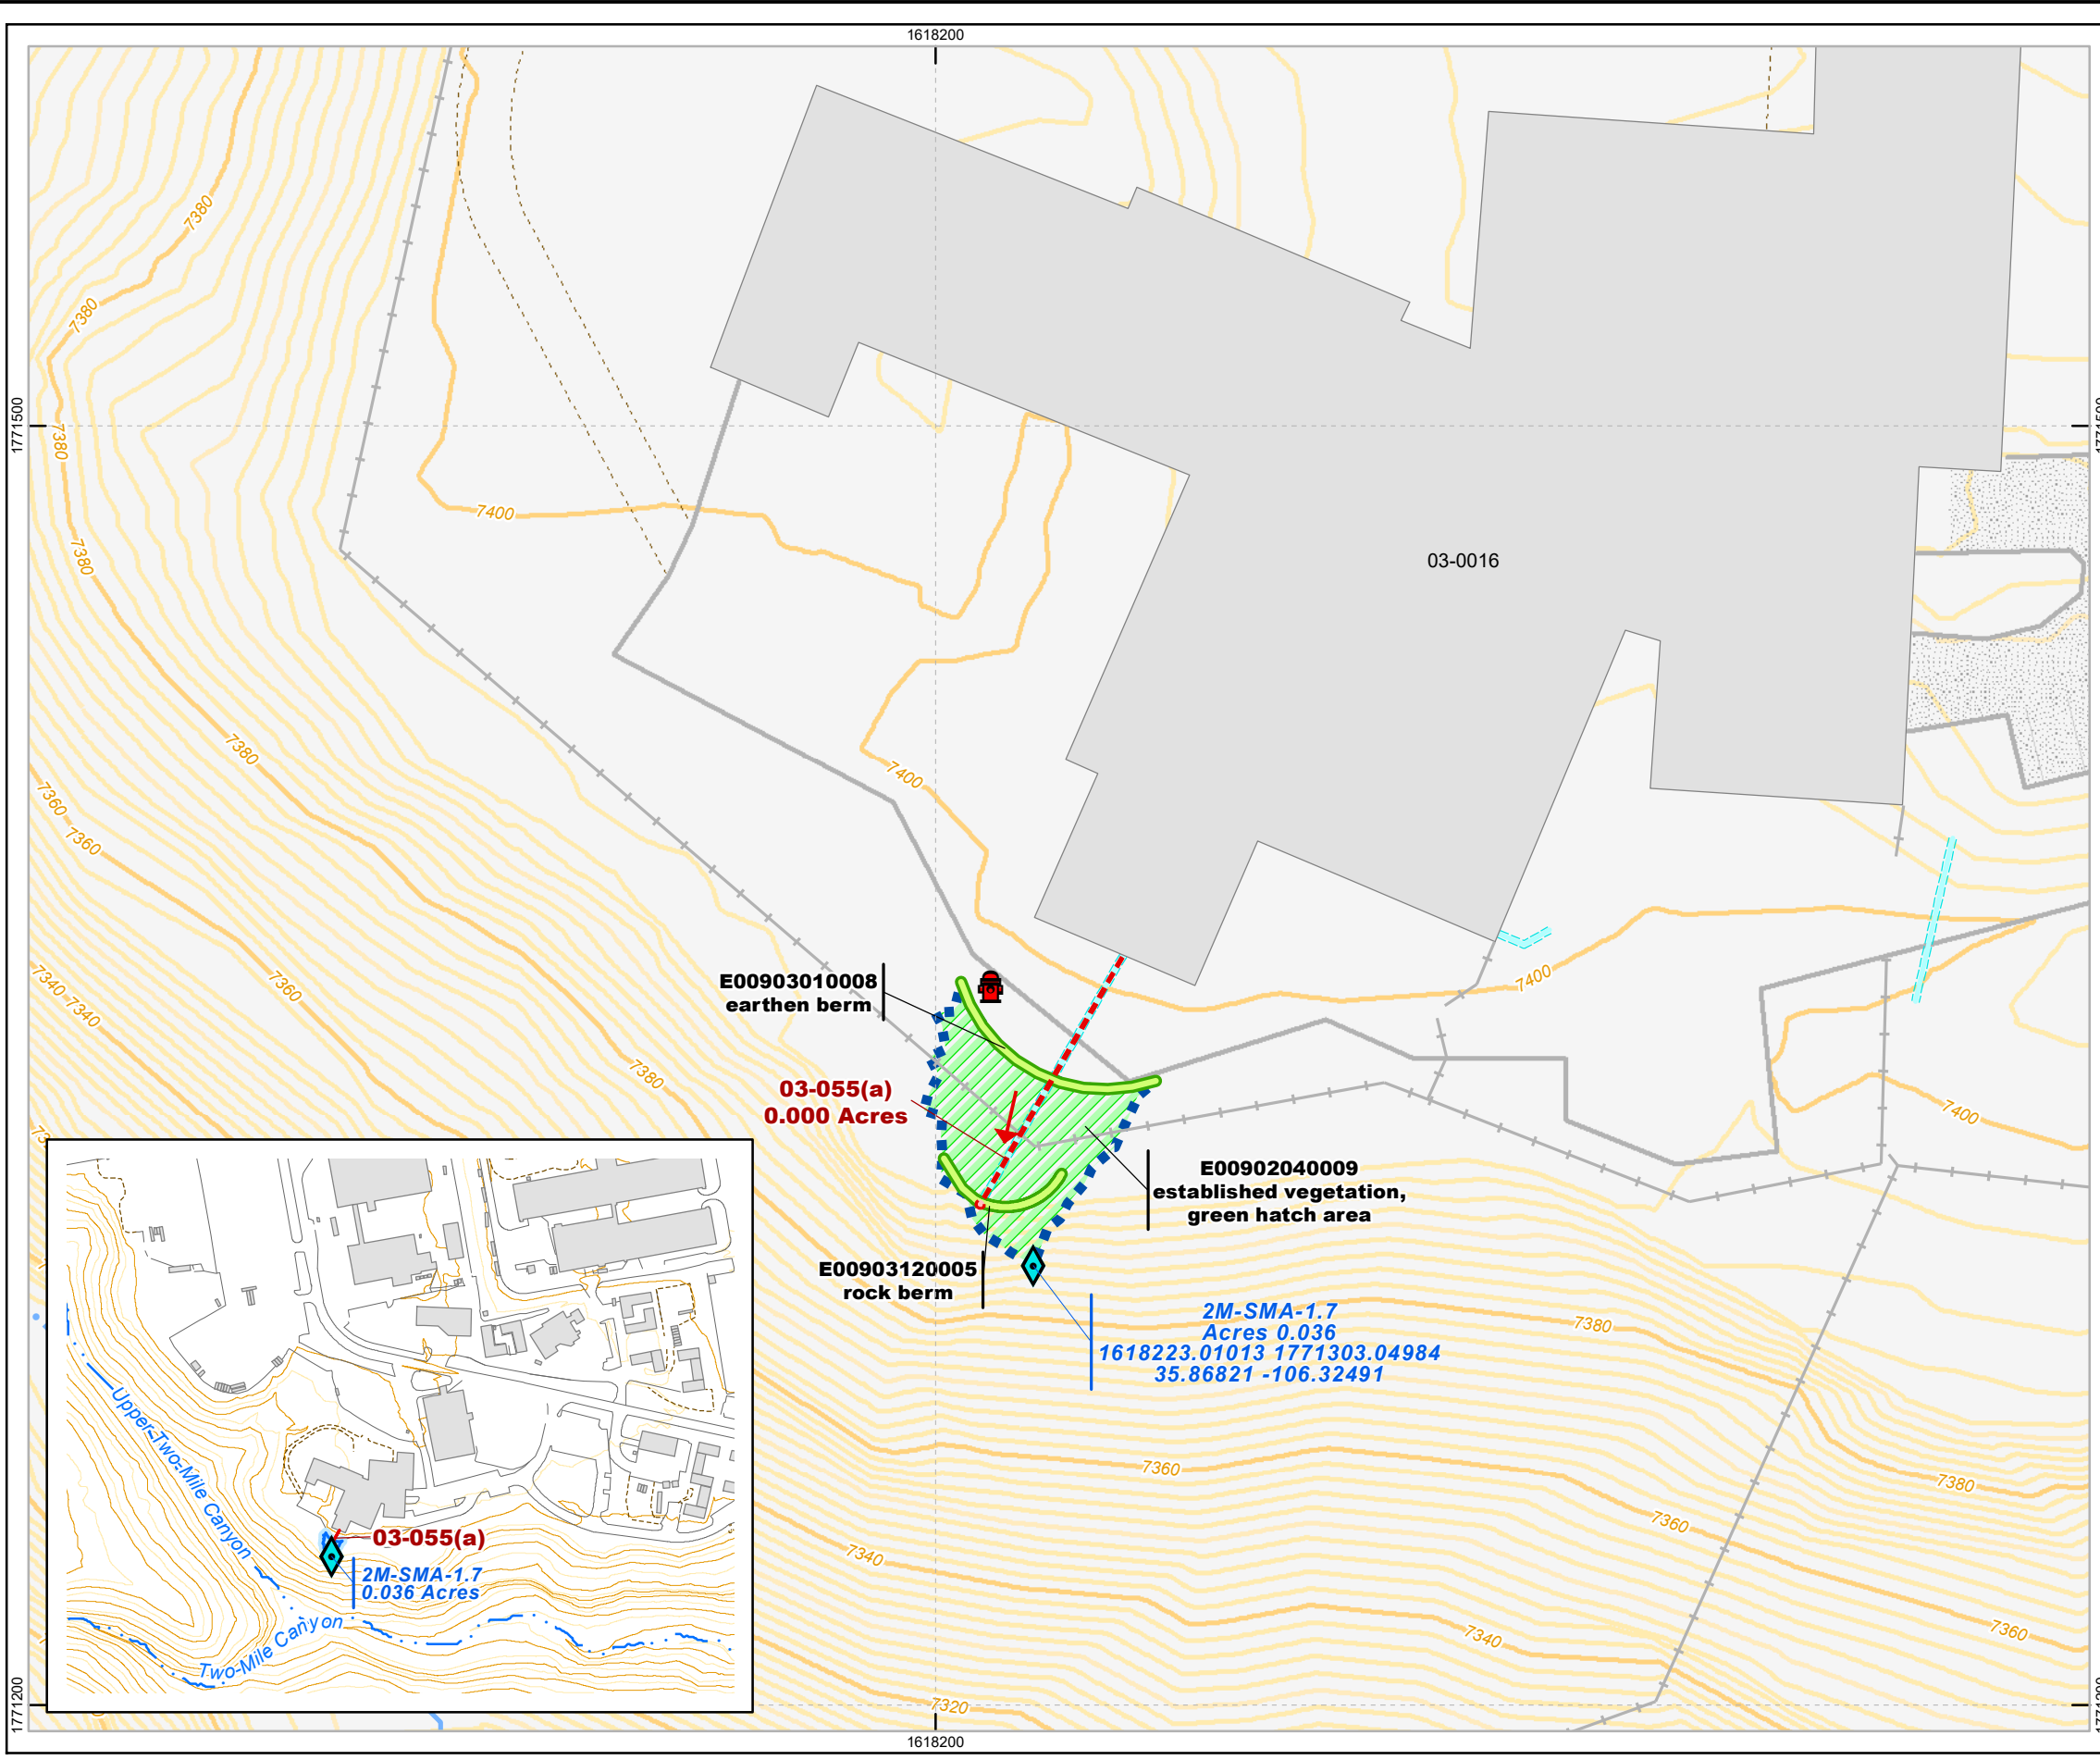 1618200
7380
7380
1771500
1771500
7380
7400
7380
03-0016
7380
7400
7360
7360
7340
7340
7360
7400
E00903010008
earthen berm
7380
03-055(a)
0.000 Acres
7400
E00902040009
established vegetation,
green hatch area
E00903120005
rock berm
2M-SMA-1.7
Acres 0.036
1618223.01013 1771303.04984
35.86821 -106.32491
7380
7360
7380
7360
7340
7340
7360
7320
Upper Two-Mile Canyon
03-055(a)
2M-SMA-1.7
0.036 Acres
Two-Mile Canyon
1771200
1771200
1618200